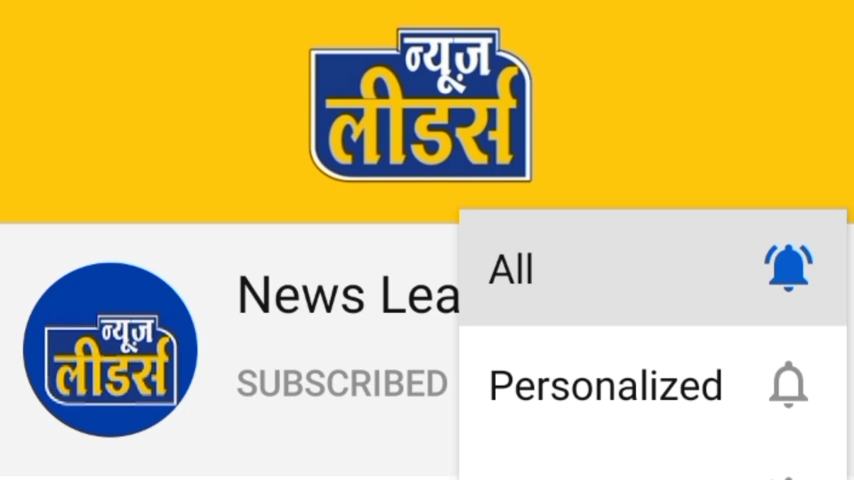 न्यूज़
लीडर्स
All
News Lea
न्यूज़
लीडर्स
SUBSCRIBED
Personalized